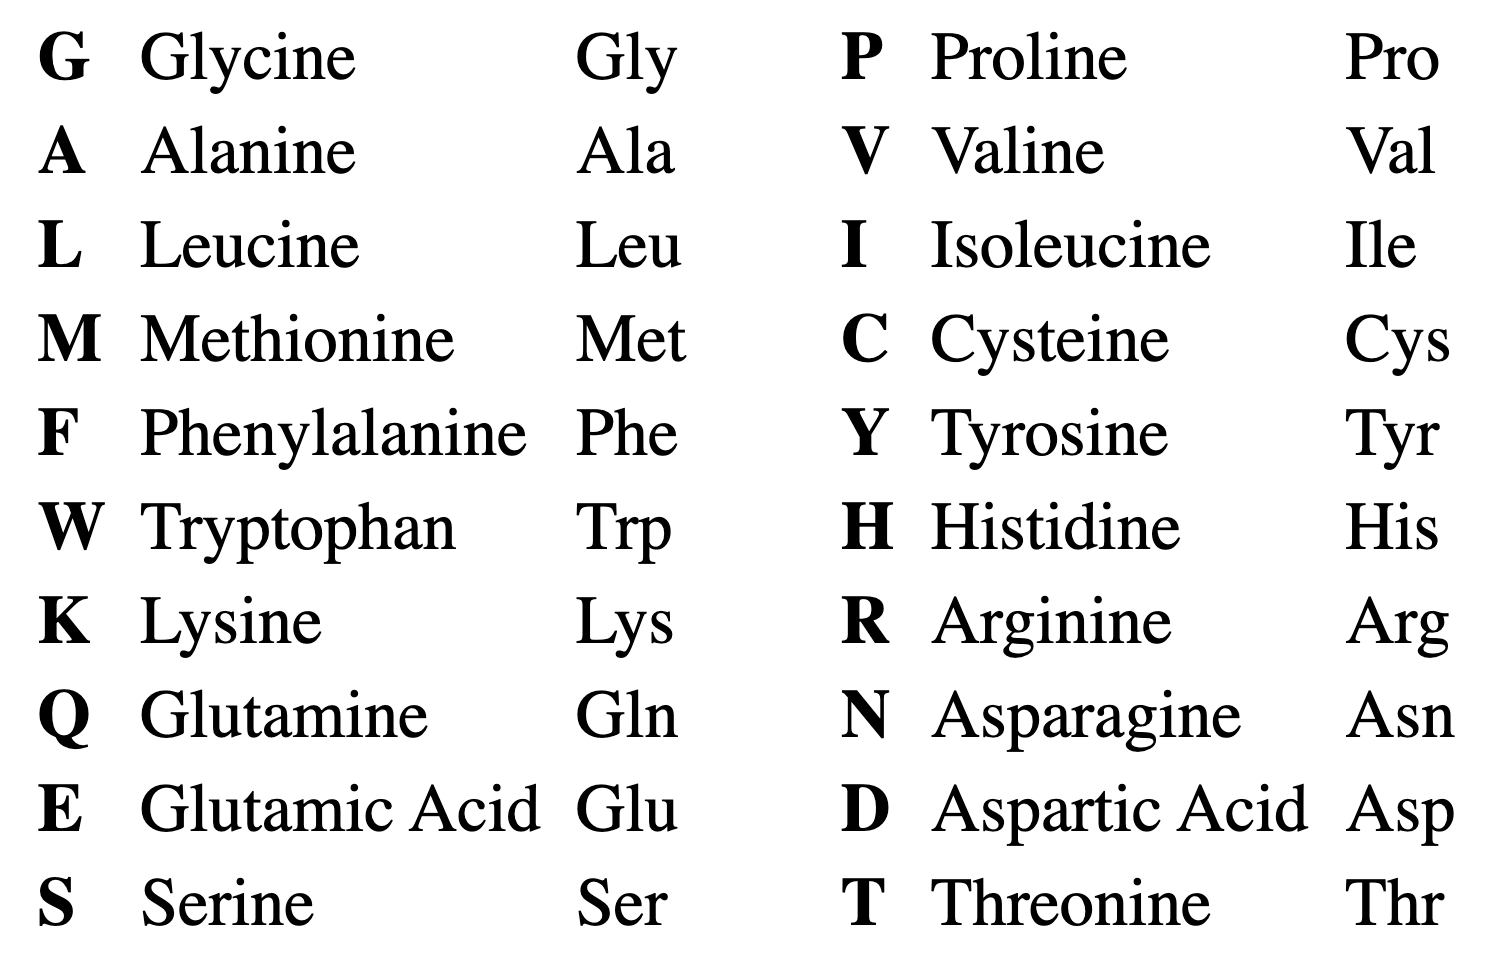 G Glycine Gly P Proline Pro
A Alanine Ala V Valine Val
L Leucine Leu I Isoleucine Ile
M Methionine Met C Cysteine Cys
F Phenylalanine Phe Y Tyrosine Tyr
W Tryptophan Trp H Histidine His
K Lysine Lys R Arginine Arg
Q Glutamine Gln N Asparagine Asn
E Glutamic Acid Glu D Aspartic Acid Asp
S Serine Ser T Threonine Thr